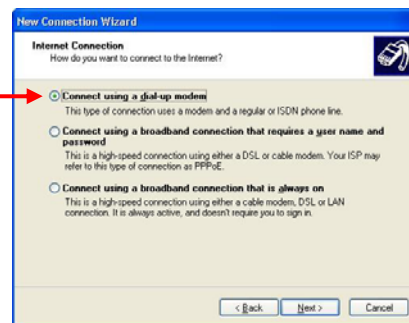 New Connection Wizard
Internet Connection
How do you want to connect to the Internet?
Connect using a dial-up modem
This type of connection uses a modem and a regular or ISDN phone line.
Connect using a broadband connection that requires a user name and
password
This is a high-speed connection using either a DSL or cable modem. Your ISP may
refer to this type of connection as PPPoE.
Connect using a broadband connection that is always on
This is a high-speed connection using either a cable modem, DSL or LAN
connection. It is always active, and doesn't require you to sign in.
< Back Next > Cancel